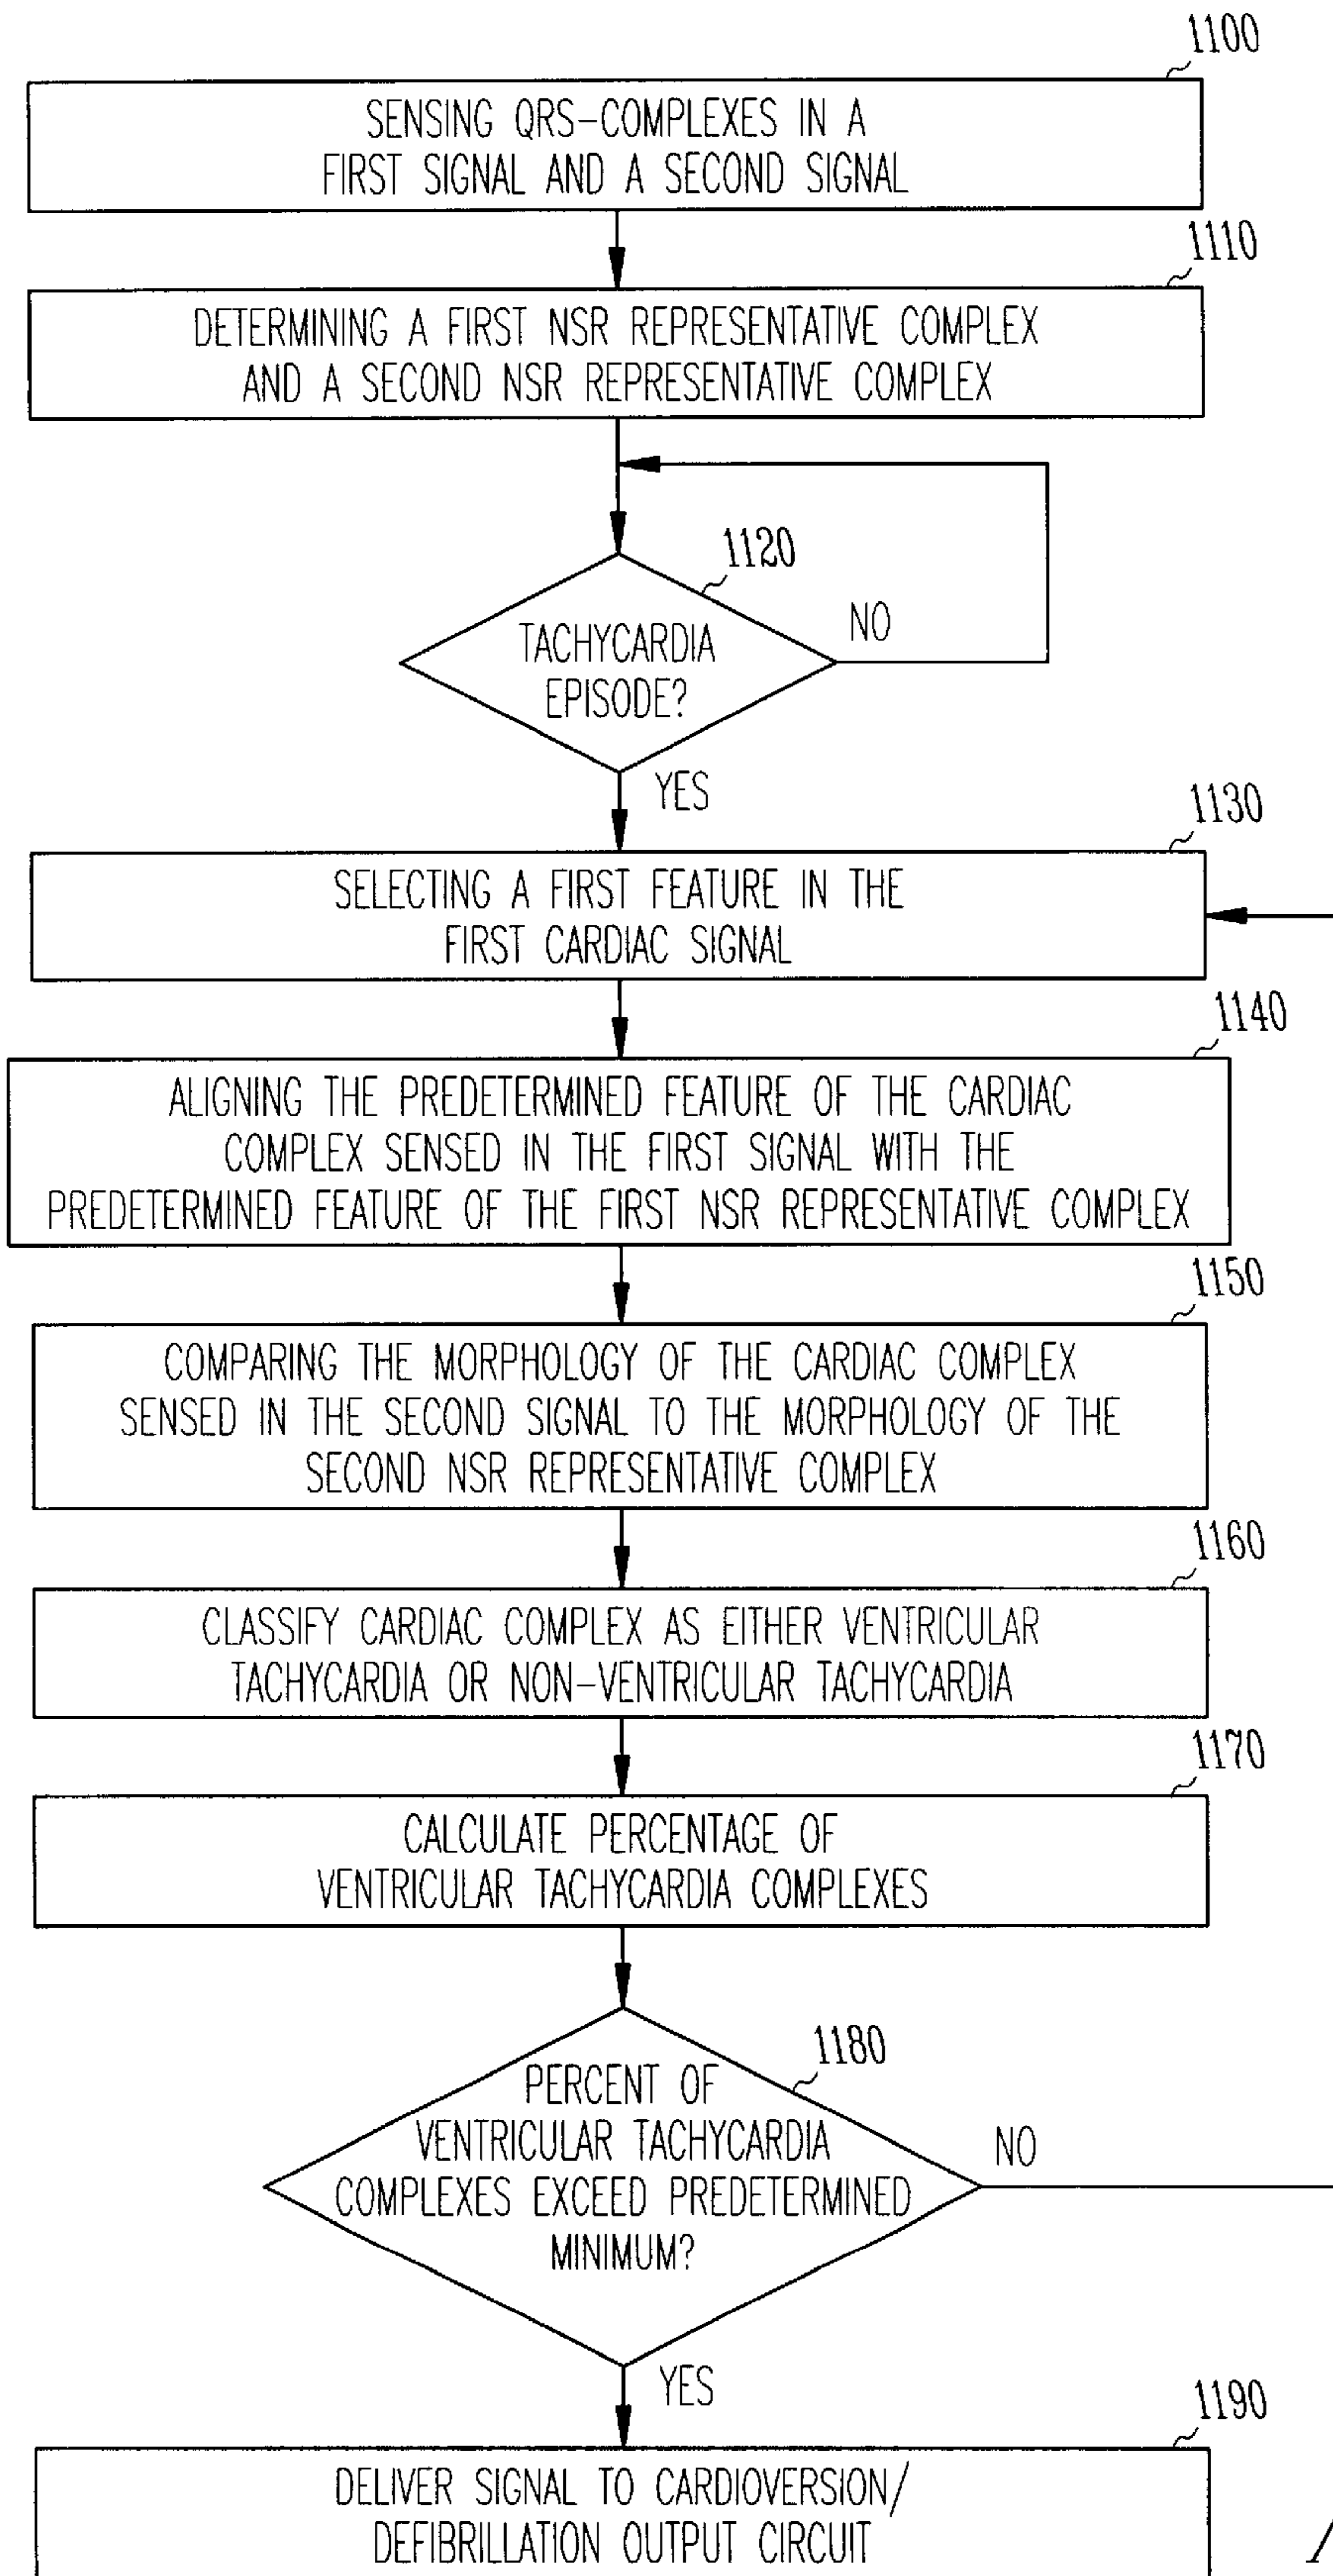 1100
SENSING QRS-COMPLEXES IN A
FIRST SIGNAL AND A SECOND SIGNAL
1110
DETERMINING A FIRST NSR REPRESENTATIVE COMPLEX
AND A SECOND NSR REPRESENTATIVE COMPLEX
1120
TACHYCARDIA
EPISODE?
NO
YES
1130
SELECTING A FIRST FEATURE IN THE
FIRST CARDIAC SIGNAL
1140
ALIGNING THE PREDETERMINED FEATURE OF THE CARDIAC
COMPLEX SENSED IN THE FIRST SIGNAL WITH THE
PREDETERMINED FEATURE OF THE FIRST NSR REPRESENTATIVE COMPLEX
1150
COMPARING THE MORPHOLOGY OF THE CARDIAC COMPLEX
SENSED IN THE SECOND SIGNAL TO THE MORPHOLOGY OF THE
SECOND NSR REPRESENTATIVE COMPLEX
1160
CLASSIFY CARDIAC COMPLEX AS EITHER VENTRICULAR
TACHYCARDIA OR NON-VENTRICULAR TACHYCARDIA
1170
CALCULATE PERCENTAGE OF
VENTRICULAR TACHYCARDIA COMPLEXES
1180
PERCENT OF
VENTRICULAR TACHYCARDIA
COMPLEXES EXCEED PREDETERMINED
MINIMUM?
NO
YES
1190
DELIVER SIGNAL TO CARDIOVERSION/
DEFIBRILLATION OUTPUT CIRCUIT